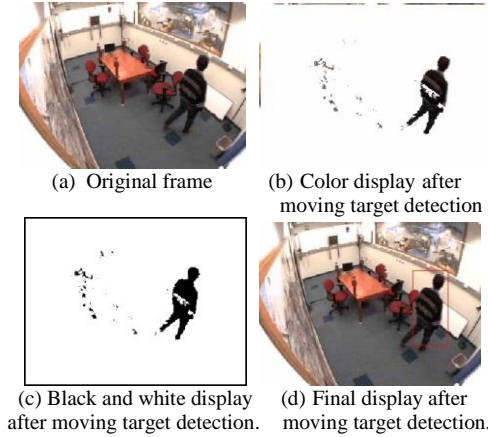 (a) Original frame
(b) Color display after
moving target detection
(c) Black and white display
after moving target detection.
(d) Final display after
moving target detection.